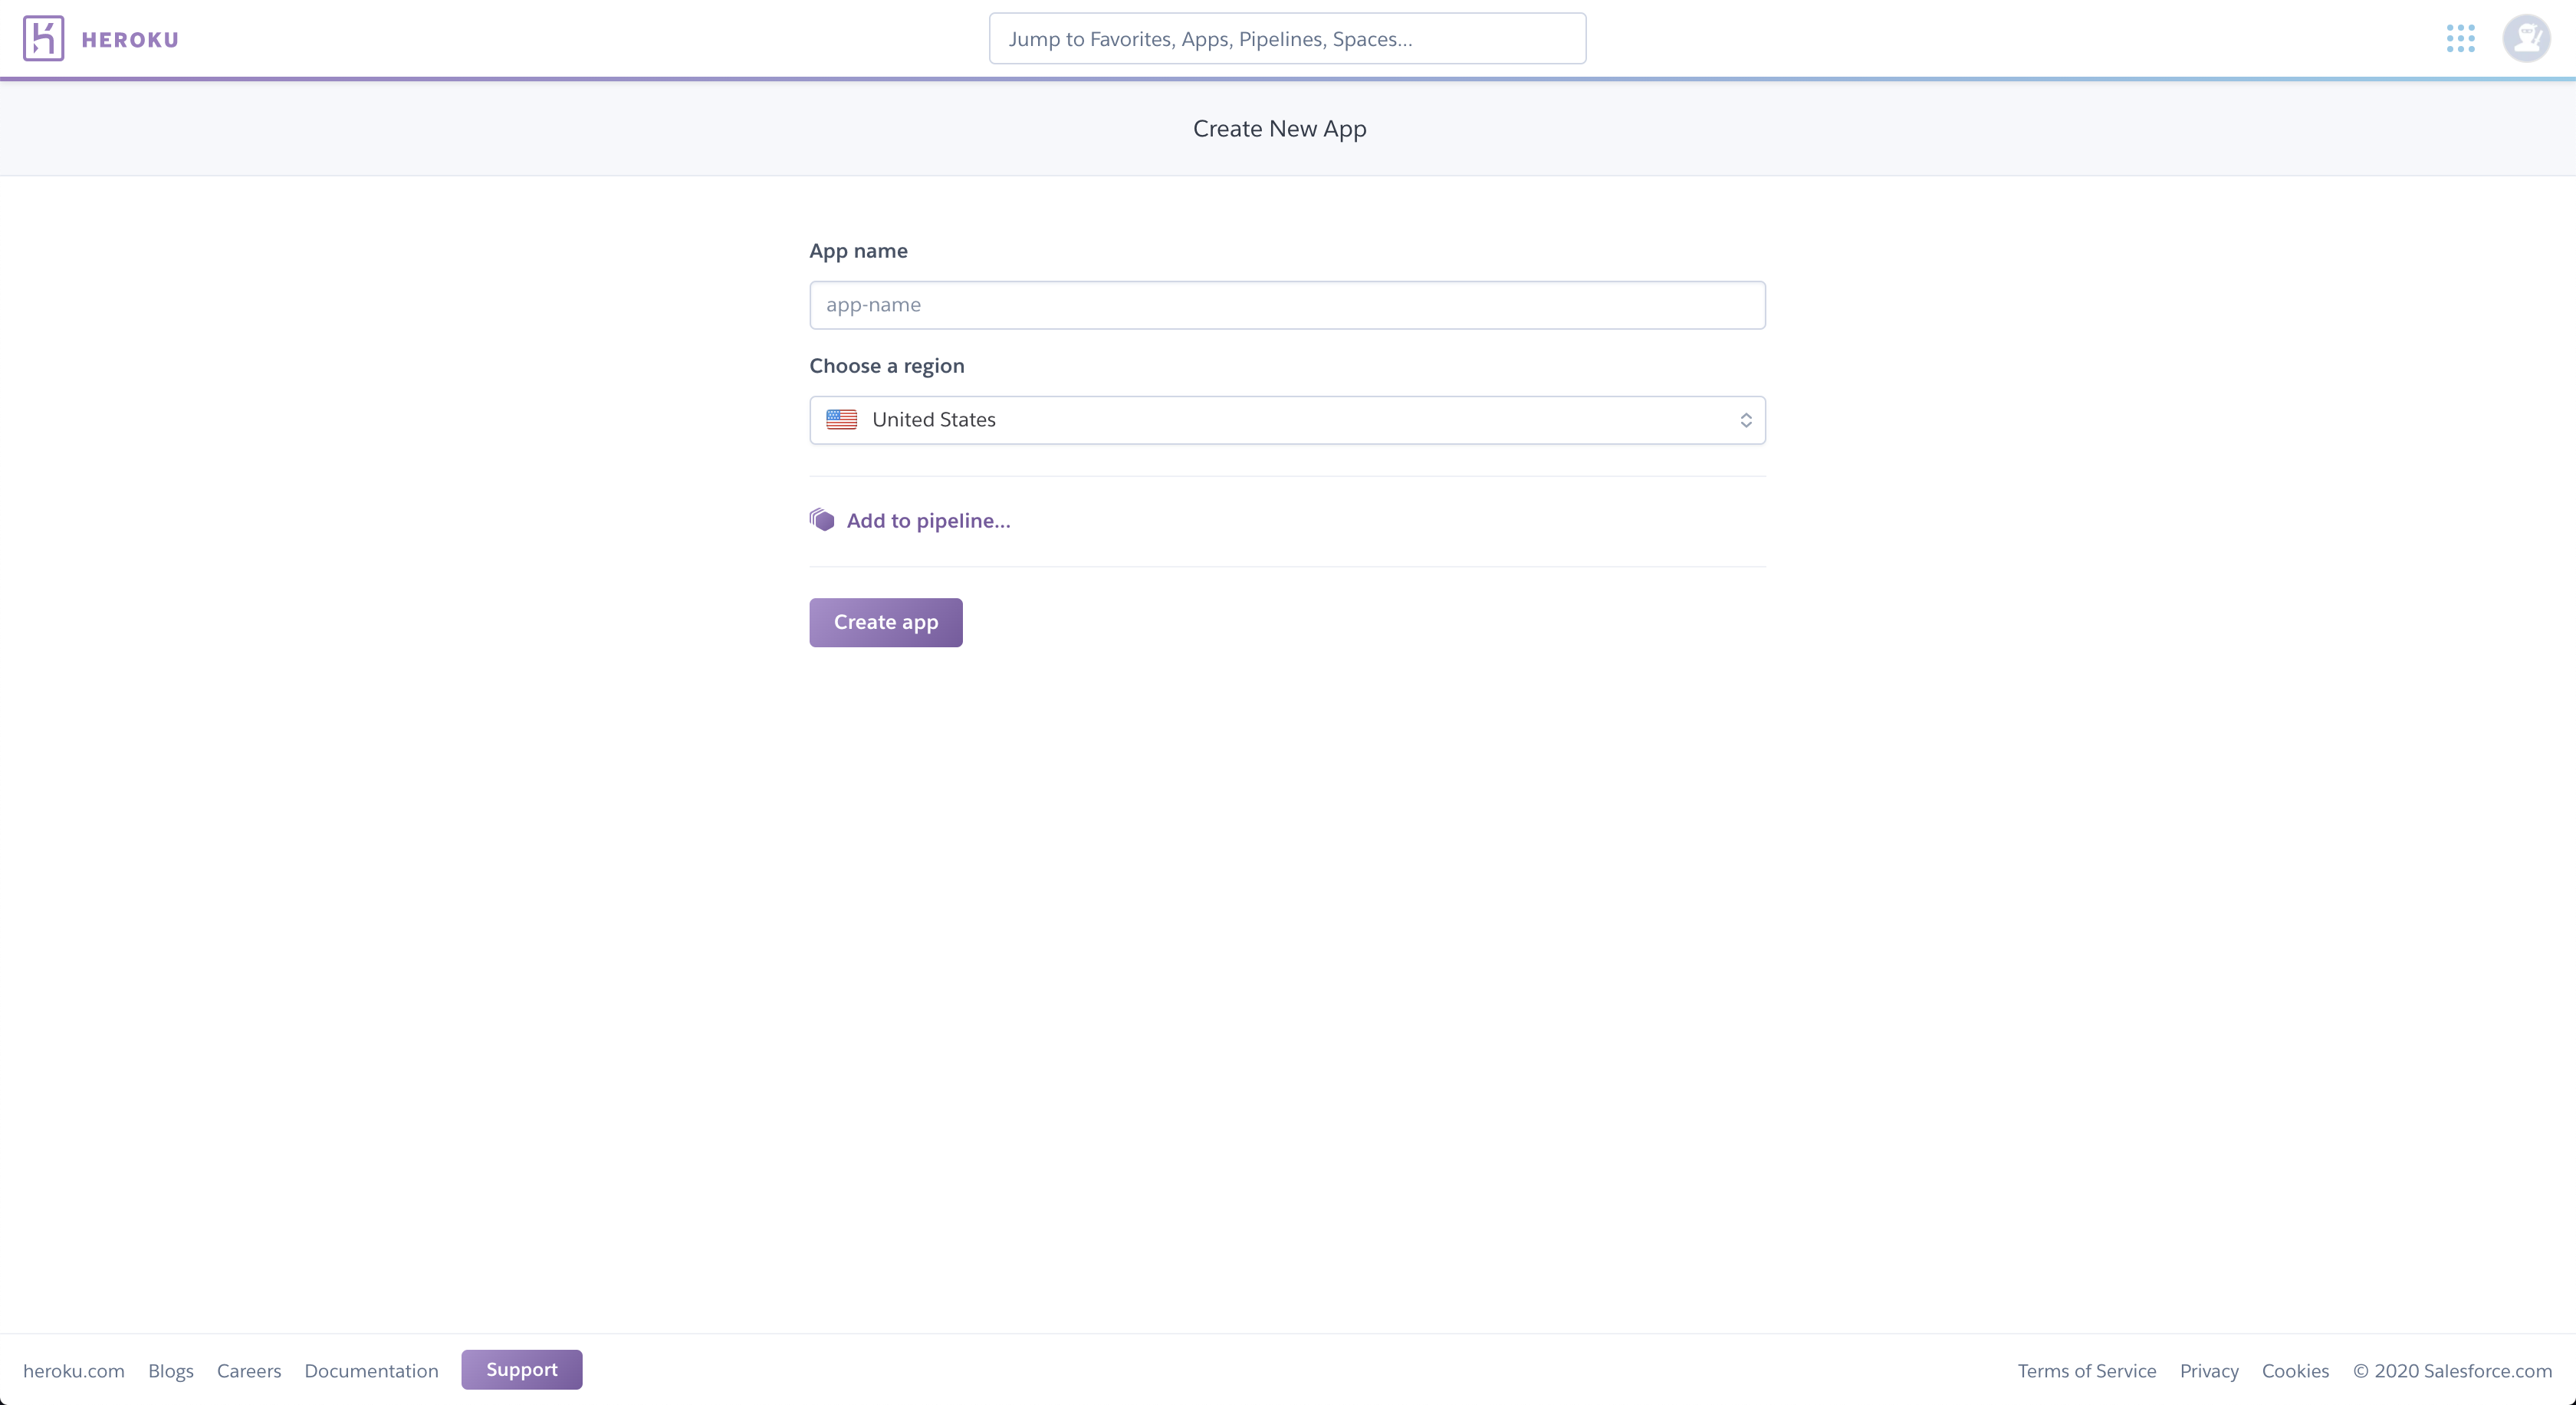 HEROKU
Jump to Favorites, Apps, Pipelines, Spaces...
Create New App
App name
app-name
Choose a region
United States
Add to pipeline...
Create app
heroku.com Blogs Careers Documentation Support
Terms of Service Privacy Cookies © 2020 Salesforce.com